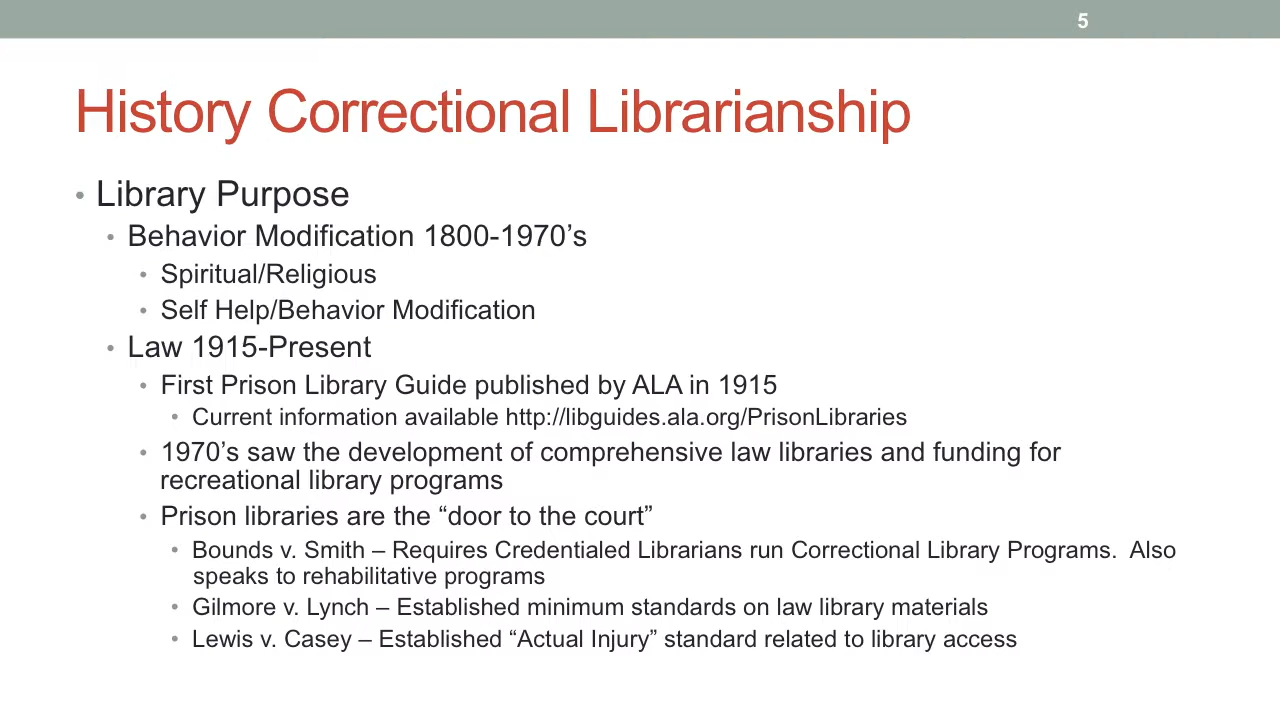 5
History Correctional Librarianship
• Library Purpose
• Behavior Modification 1800-1970’s
• Spiritual/Religious
• Self Help/Behavior Modification
• Law 1915-Present
• First Prison Library Guide published by ALA in 1915
• Current information available http://libguides.ala.org/PrisonLibraries
• 1970’s saw the development of comprehensive law libraries and funding for
recreational library programs
• Prison libraries are the “door to the court”
• Bounds v. Smith – Requires Credentialed Librarians run Correctional Library Programs.  Also
speaks to rehabilitative programs
• Gilmore v. Lynch – Established minimum standards on law library materials
• Lewis v. Casey – Established “Actual Injury” standard related to library access